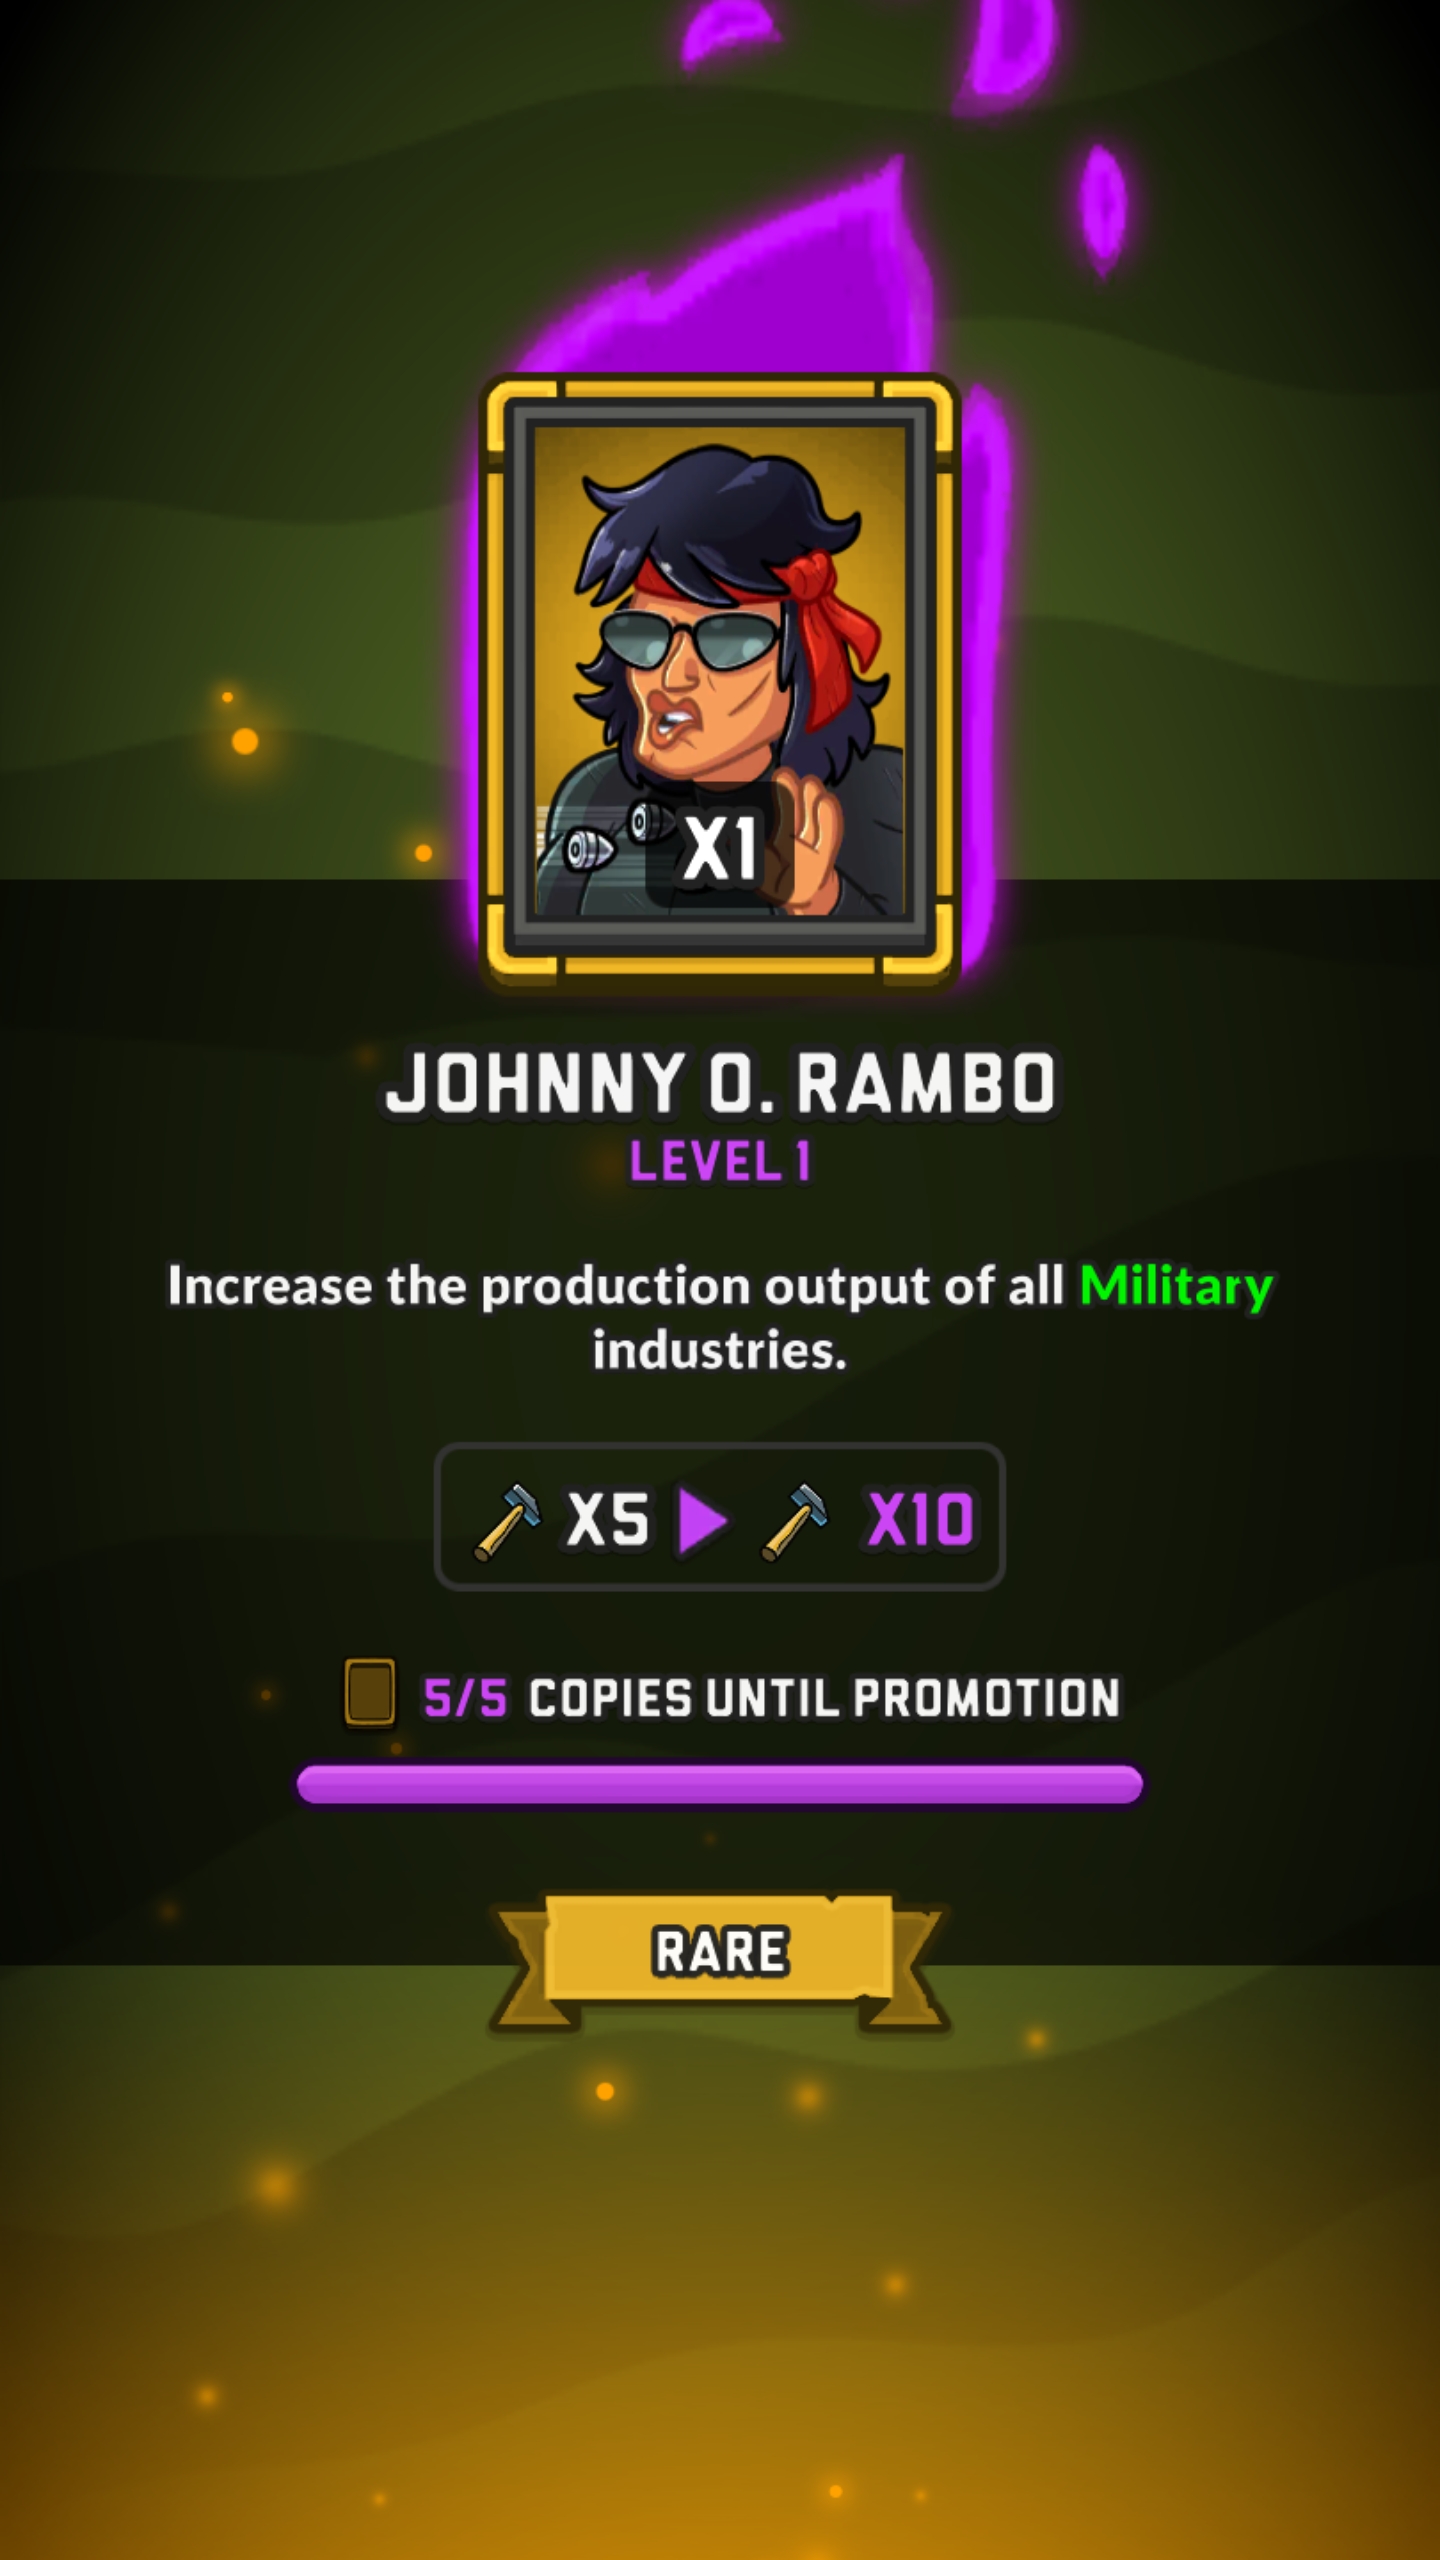 X1
JOHNNY O. RAMBO
LEVEL 1
Increase the production output of all Military
industries.
X5 X10
5/5 COPIES UNTIL PROMOTION
RARE